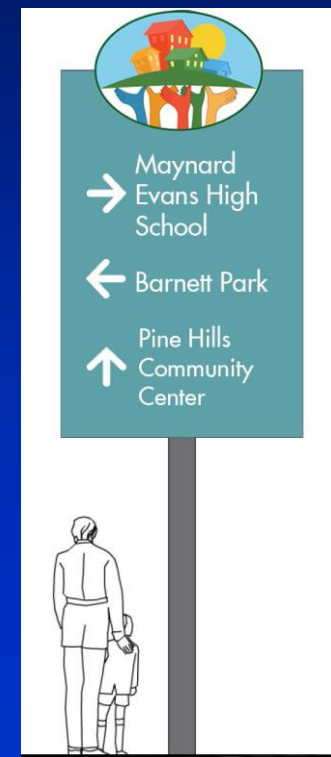 Maynard
Evans High
School
Barnett Park
Pine Hills
Community
Center